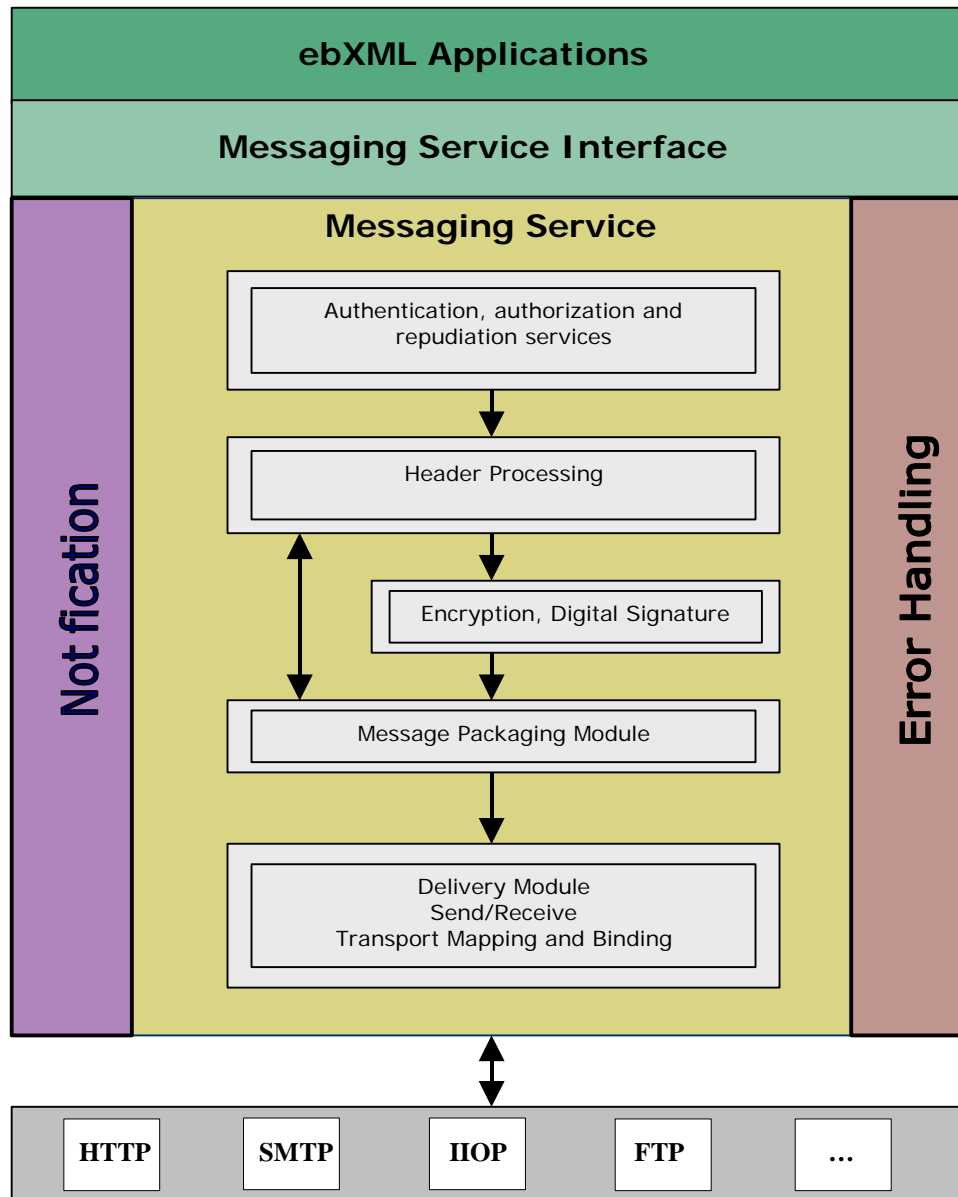 ebXML Applications
Messaging Service Interface
Messaging Service
Authentication, authorization and
repudiation services
Header Processing
Encryption, Digital Signature
Message Packaging Module
Delivery Module
Send/Receive
Transport Mapping and Binding
Not fication
Error Handling
HTTP
SMTP
IIOP
FTP
...